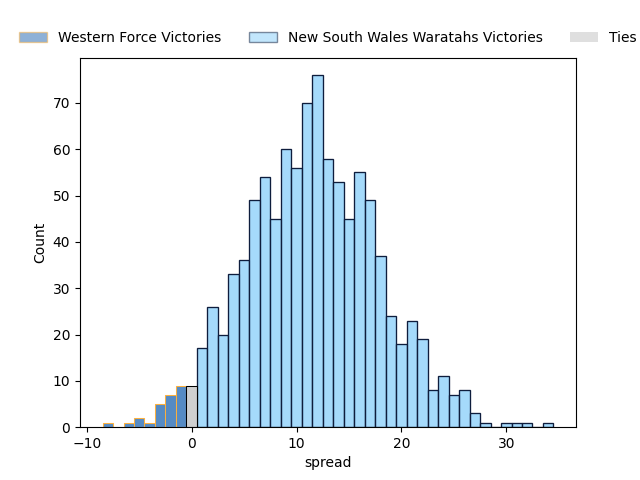 Western Force Victories New South Wales Waratahs Victories Ties
70
60
50
40
30
20
10
0
Count
−10 0 10 20 30
spread